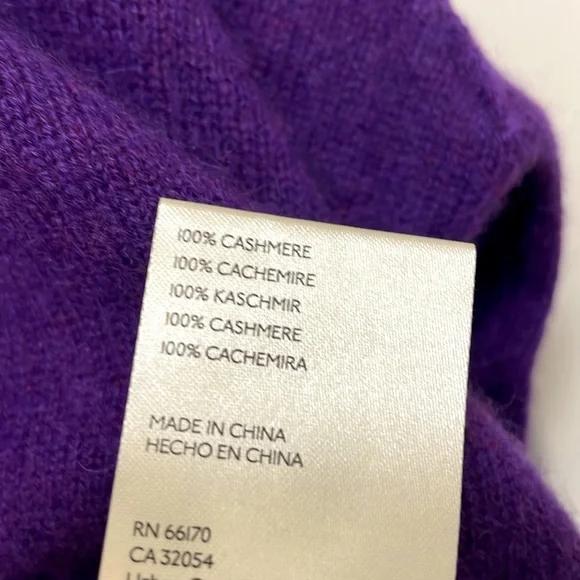 100% CASHMERE
100% CACHEMIRE
100% KASCHMIR
100% CASHMERE
100% CACHEMIRA
MADE IN CHINA
HECHO EN CHINA
RN 66170
CA 32054